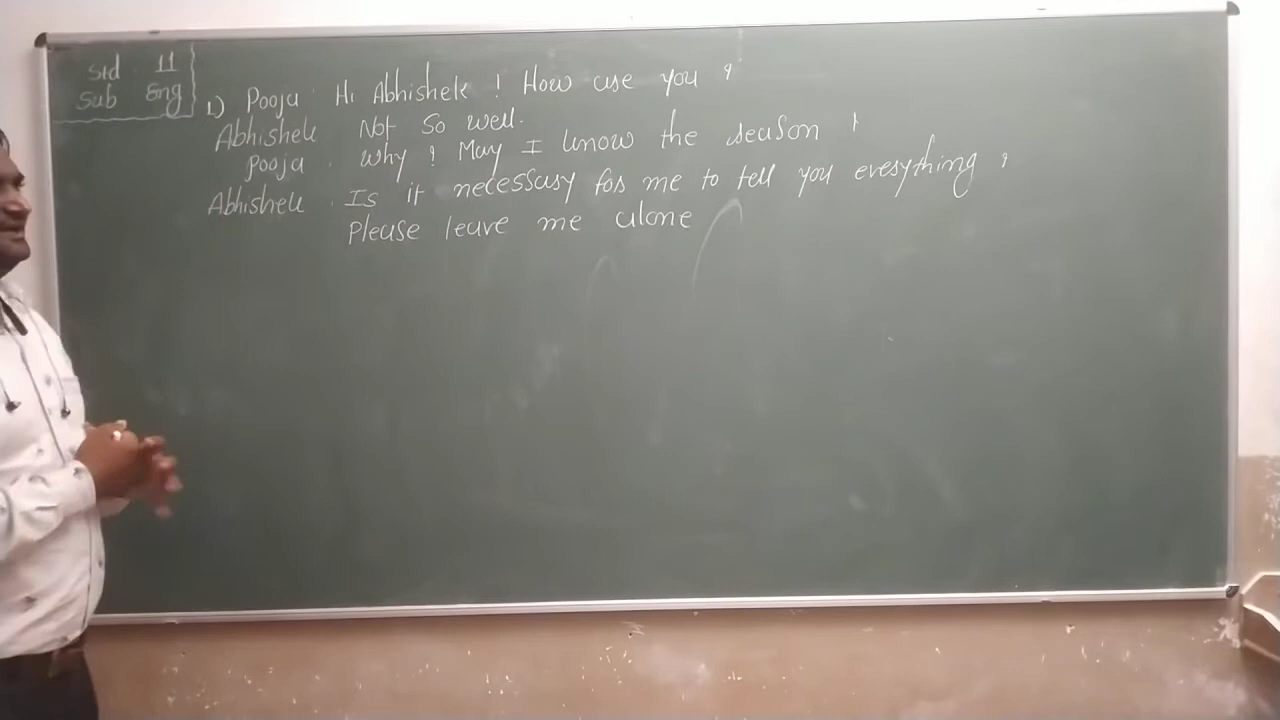 Std 11
Sub Eng
1) Pooja : Hi Abhishek ! How are you ?
Abhishek Not so well.
Pooja . Why ? May I know the reason ?
Abhishek . Is it necessary for me to tell you everything ?
Please leave me alone